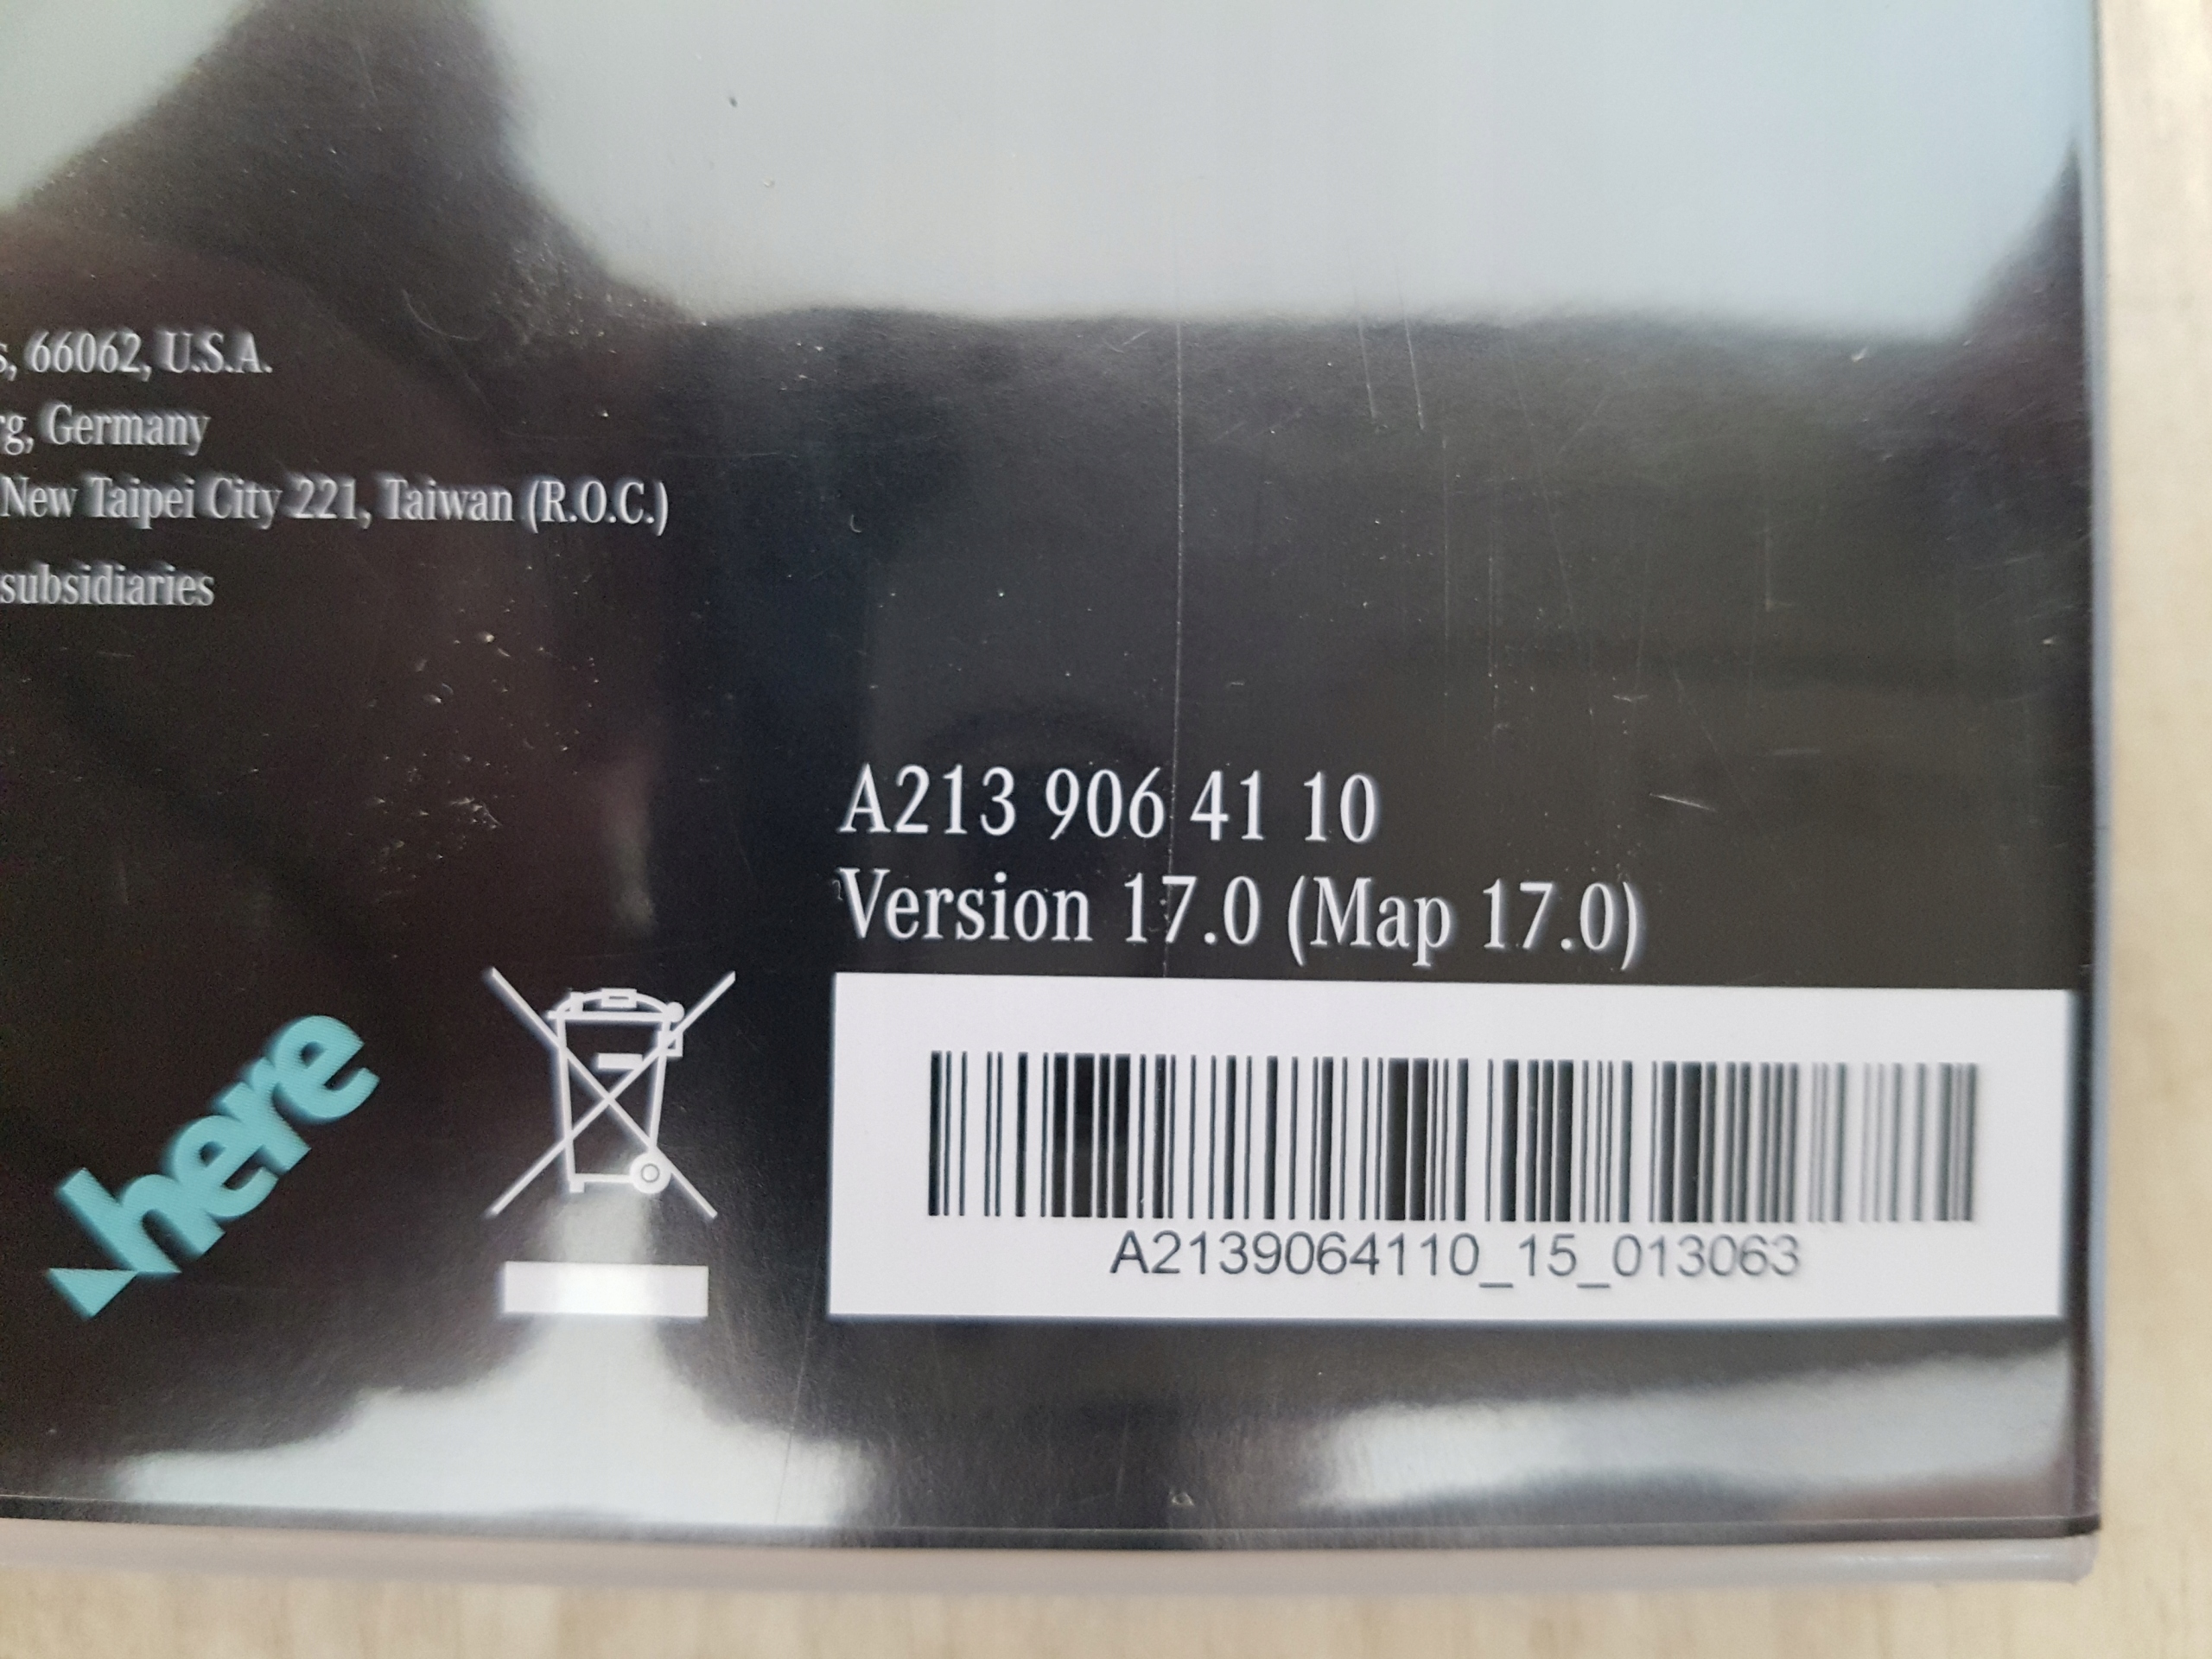 s, 66062, U.S.A.
rg, Germany
New Taipei City 221, Taiwan (R.O.C.)
subsidiaries
A213 906 41 10
Version 17.0 (Map 17.0)
here
A2139064110_15_013063